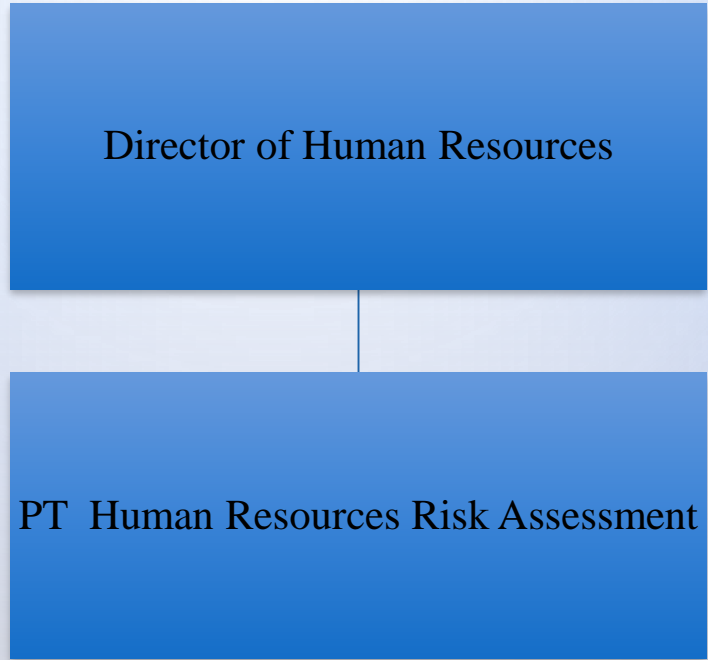 Director of Human Resources
PT  Human Resources Risk Assessment